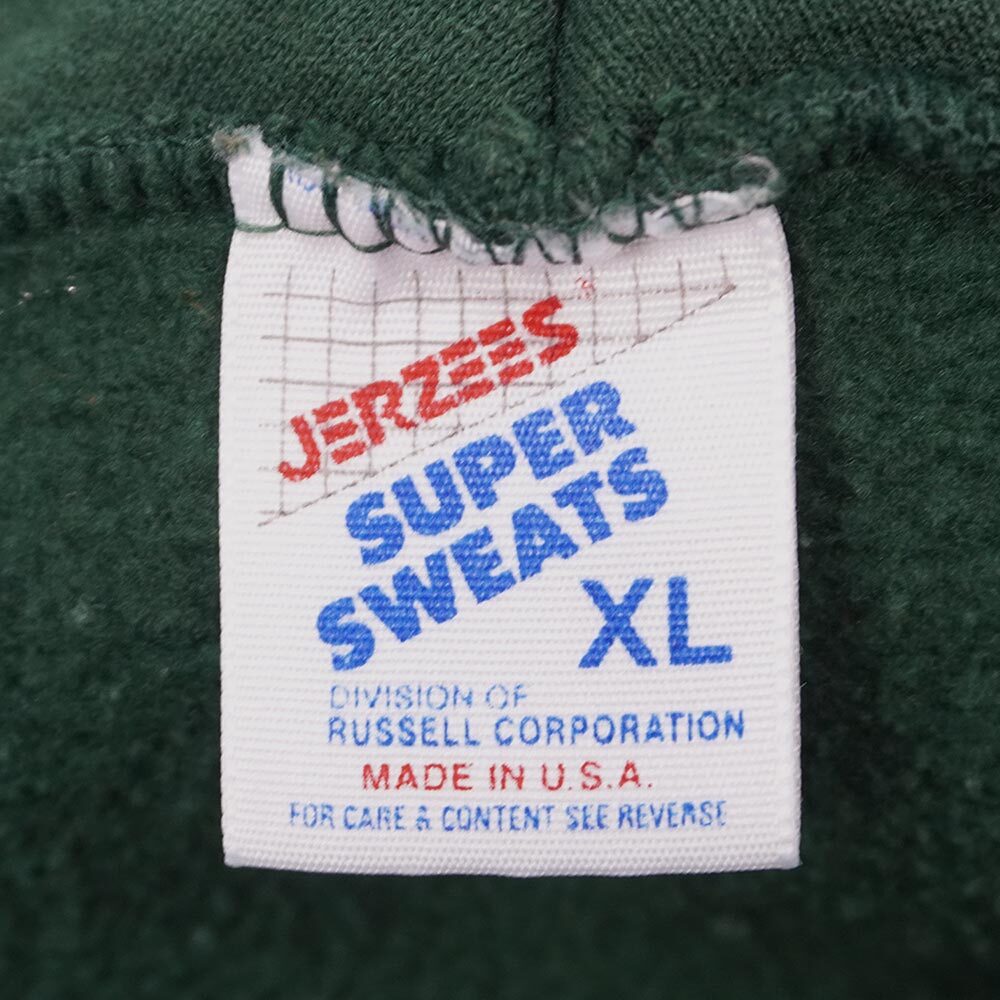 JERZEES®
SUPER
SWEATS
XL
DIVISION OF
RUSSELL CORPORATION
MADE IN U.S.A.
FOR CARE & CONTENT SEE REVERSE